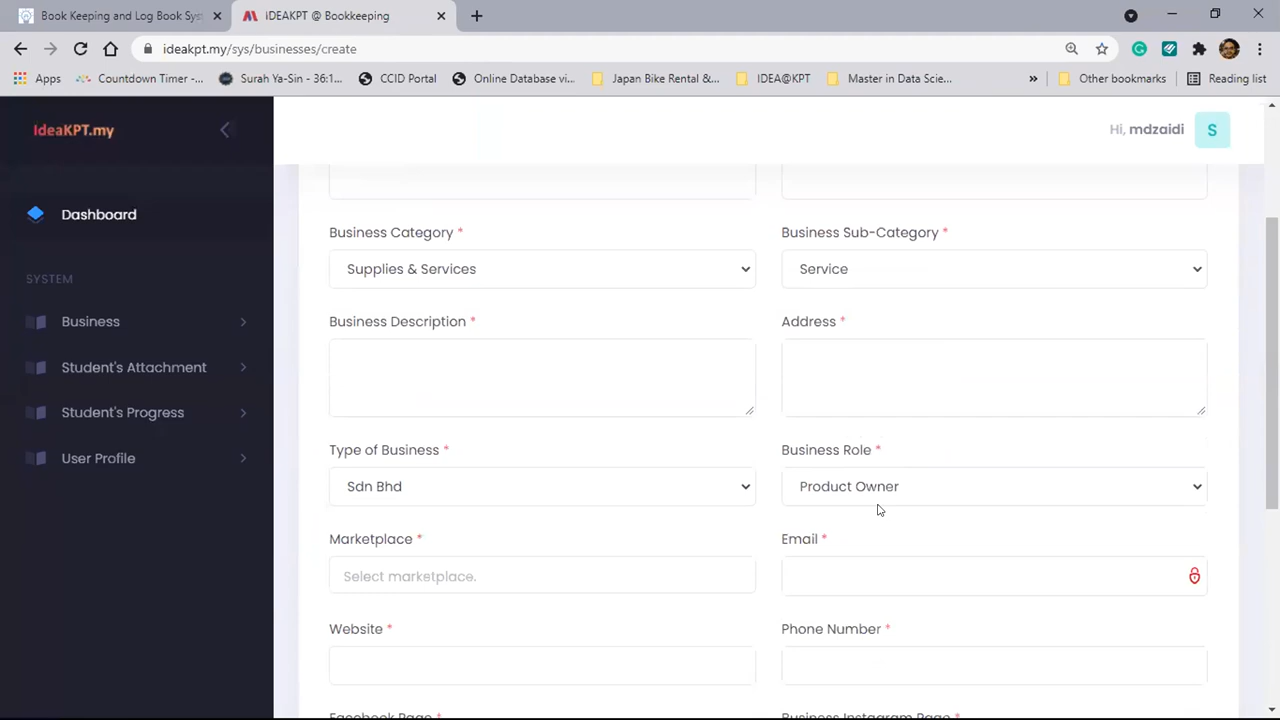 Book Keeping and Log Book Sys
iDEAKPT @ Bookkeeping
ideakpt.my/sys/businesses/create
Apps
Countdown Timer -...
Surah Ya-Sin - 36:1...
CCID Portal
Online Database vi...
Japan Bike Rental &...
IDEA@KPT
Master in Data Scie...
Other bookmarks
Reading list
IdeaKPT.my
Hi, mdzaidi
S
Dashboard
SYSTEM
Business
Student's Attachment
Student's Progress
User Profile
Business Category *
Business Sub-Category *
Supplies & Services
Service
Business Description *
Address *
Type of Business *
Business Role *
Sdn Bhd
Product Owner
Marketplace *
Email *
Select marketplace.
Website *
Phone Number *
Facebook Page *
Business Instagram Page *